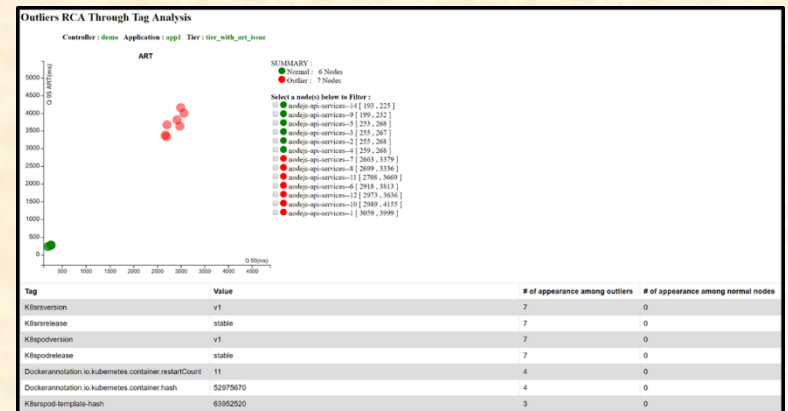 Outliers RCA Through Tag Analysis
Controller : demo Application : app1 Tier : tier_with_art_issue
ART
Q 95 ART(ms)
5000
4500
4000
3500
3000
2500
2000
1500
1000
500
0
500 1000 1500 2000 2500 3000 3500 4000 4500
Q 50(ms)
SUMMARY :
Normal : 6 Nodes
Outlier : 7 Nodes
Select a node(s) below to Filter :
nodejs-api-services--14 [ 193 , 225 ]
nodejs-api-services--9 [ 199 , 232 ]
nodejs-api-services--5 [ 253 , 268 ]
nodejs-api-services--3 [ 255 , 267 ]
nodejs-api-services--2 [ 255 , 268 ]
nodejs-api-services--4 [ 259 , 268 ]
nodejs-api-services--7 [ 2663 , 3379 ]
nodejs-api-services--8 [ 2699 , 3336 ]
nodejs-api-services--11 [ 2708 , 3669 ]
nodejs-api-services--6 [ 2918 , 3813 ]
nodejs-api-services--12 [ 2973 , 3636 ]
nodejs-api-services--10 [ 2989 , 4155 ]
nodejs-api-services--1 [ 3059 , 3999 ]
Tag Value # of appearance among outliers # of appearance among normal nodes
K8srsversion v1 7 0
K8srsrelease stable 7 0
K8spodversion v1 7 0
K8spodrelease stable 7 0
Dockerannotation.io.kubernetes.container.restartCount 11 4 0
Dockerannotation.io.kubernetes.container.hash 52975670 4 0
K8srspod-template-hash 63952520 3 0